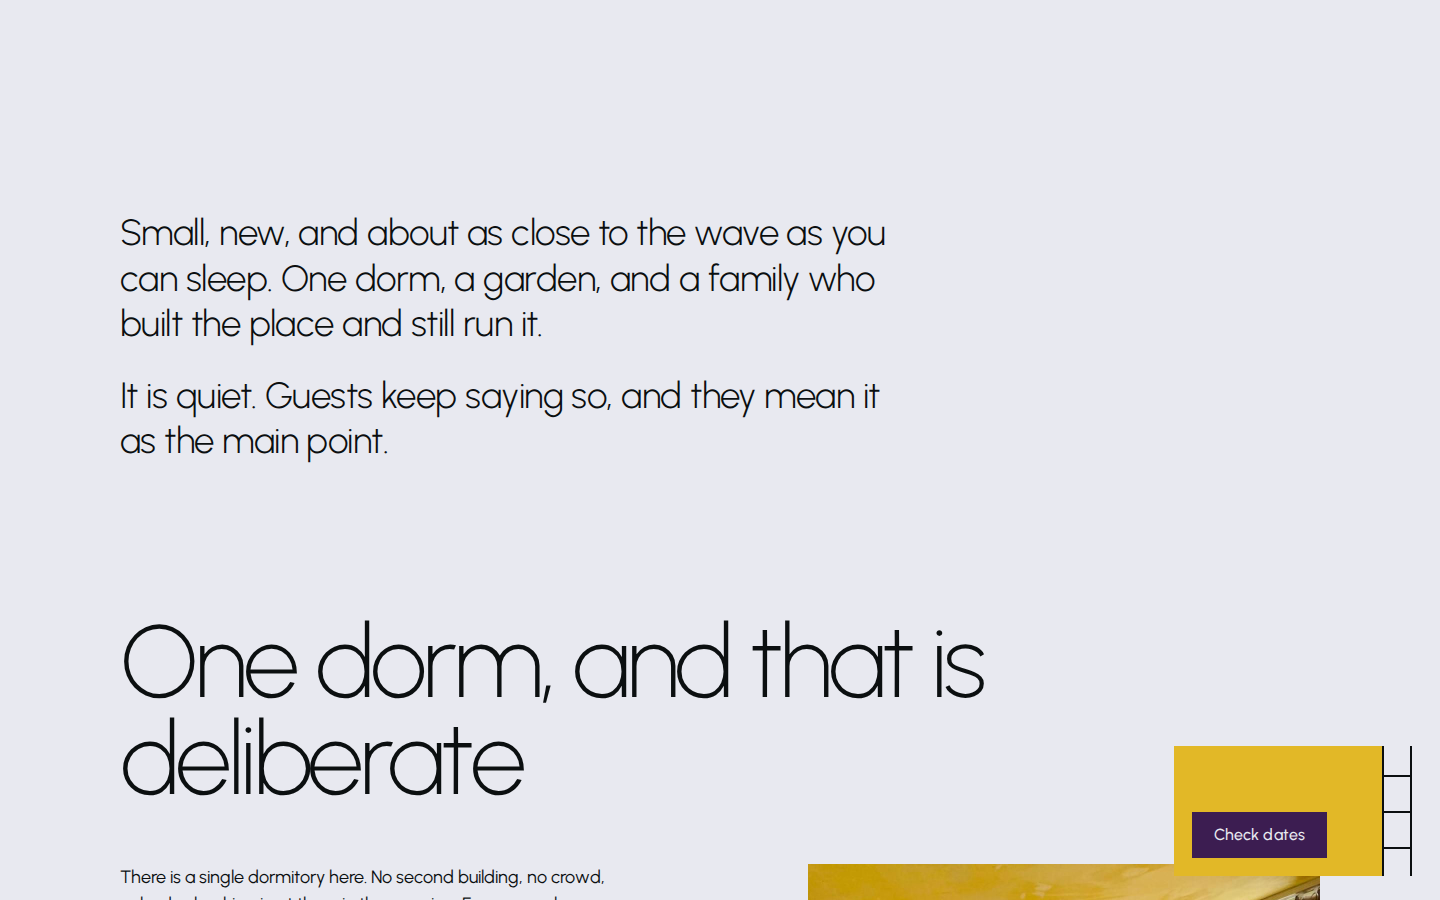 Small, new, and about as close to the wave as you
can sleep. One dorm, a garden, and a family who
built the place and still run it.
It is quiet. Guests keep saying so, and they mean it
as the main point.
One dorm, and that is
deliberate
Check dates
There is a single dormitory here. No second building, no crowd,